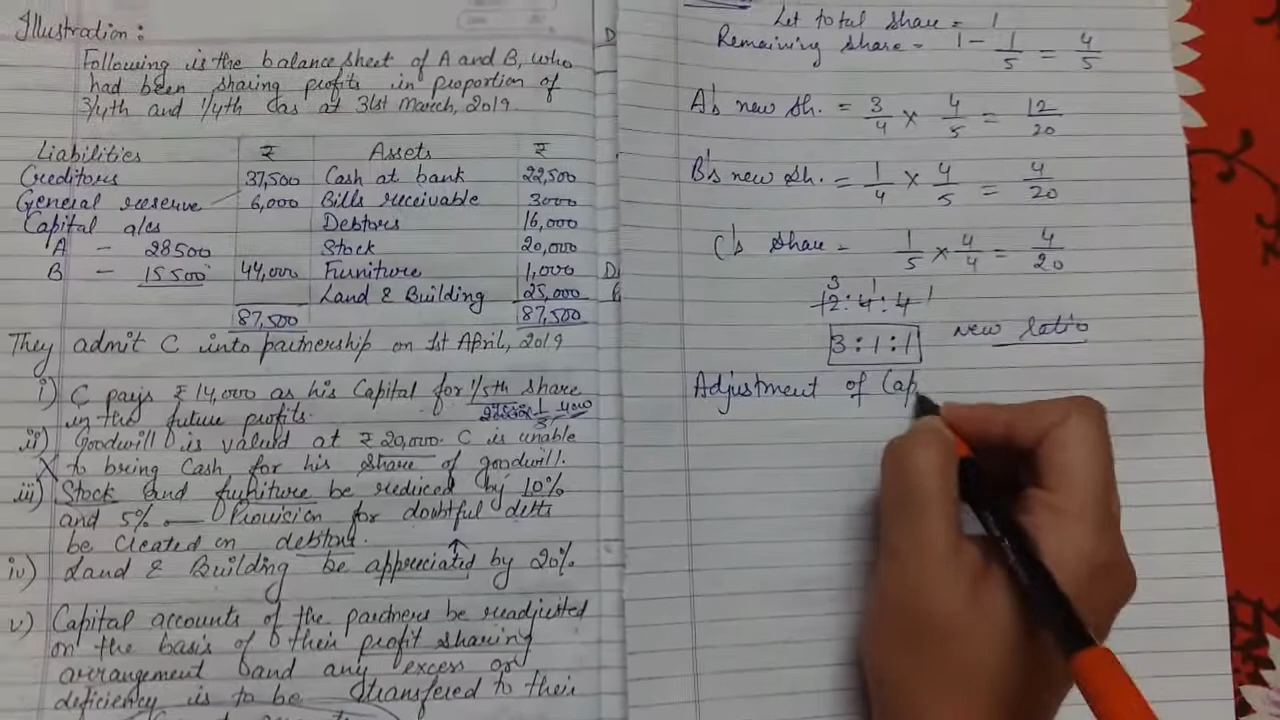 Illustration :
Following is the balance sheet of A and B, who
had been sharing profits in proportion of
3/4th and 1/4th as at 31st March, 2019
Liabilities ₹ Assets ₹
Creditors 37,500 Cash at bank 22,500
General reserve 6,000 Bills receivable 3000
Capital a/cs Debtors 16,000
A - 28500 Stock 20,000
B - 15500 44,000 Furniture 1,000
Land & Building 25,000
87,500 87,500
They admit C into partnership on 1st April, 2019
i) C pays ₹ 14,000 as his Capital for 1/5th share
in the future profits.
ii) Goodwill is valued at ₹ 20,000. C is unable
to bring Cash for his share of goodwill.
iii) Stock and furniture be reduced by 10%
and 5% Provision for doubtful debts
be created on debtors.
iv) Land & Building be appreciated by 20%.
v) Capital accounts of the partners be readjusted
on the basis of their profit sharing
arrangement and any excess or
deficiency is to be transfered to their
Let total share = 1
Remaining share = 1 - 1/5 = 4/5
A's new sh. = 3/4 × 4/5 = 12/20
B's new sh. = 1/4 × 4/5 = 4/20
C's share = 1/5 × 4/4 = 4/20
3 1
12 : 4 : 4 1
3 : 1 : 1 new ratio
Adjustment of Cap